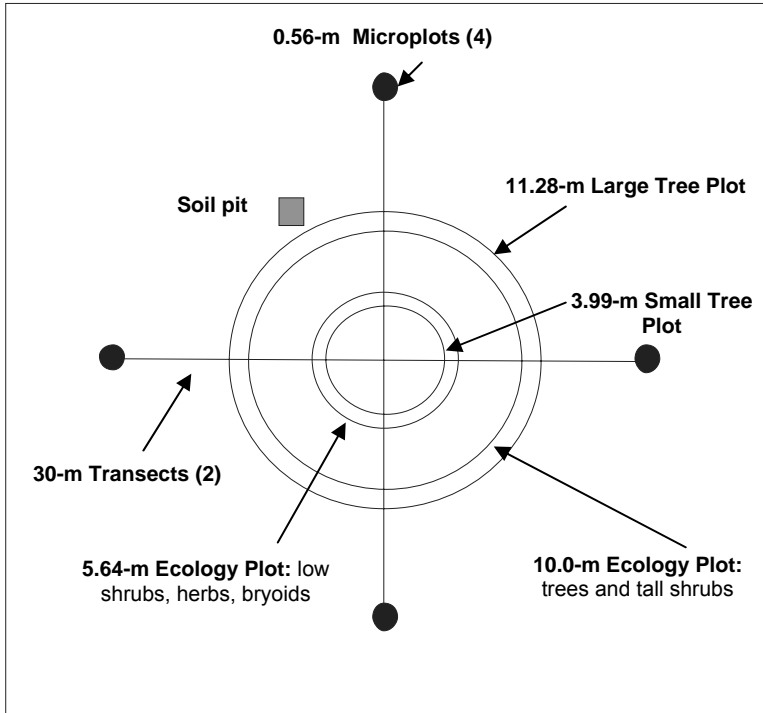 0.56-m Microplots (4)
11.28-m Large Tree Plot
Soil pit
3.99-m Small Tree
Plot
30-m Transects (2)
5.64-m Ecology Plot: low
shrubs, herbs, bryoids
10.0-m Ecology Plot:
trees and tall shrubs